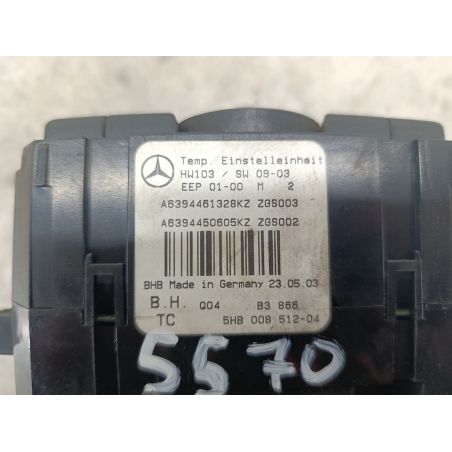 Temp. Einstelleinheit
HW103 / SW 09-03
EEP 01-00 M 2
A6394461328KZ ZGS003
A6394450605KZ ZGS002
BHB Made in Germany 23.05.03
B.H. Q04 B3 866
TC 5HB 008 512-04
5570